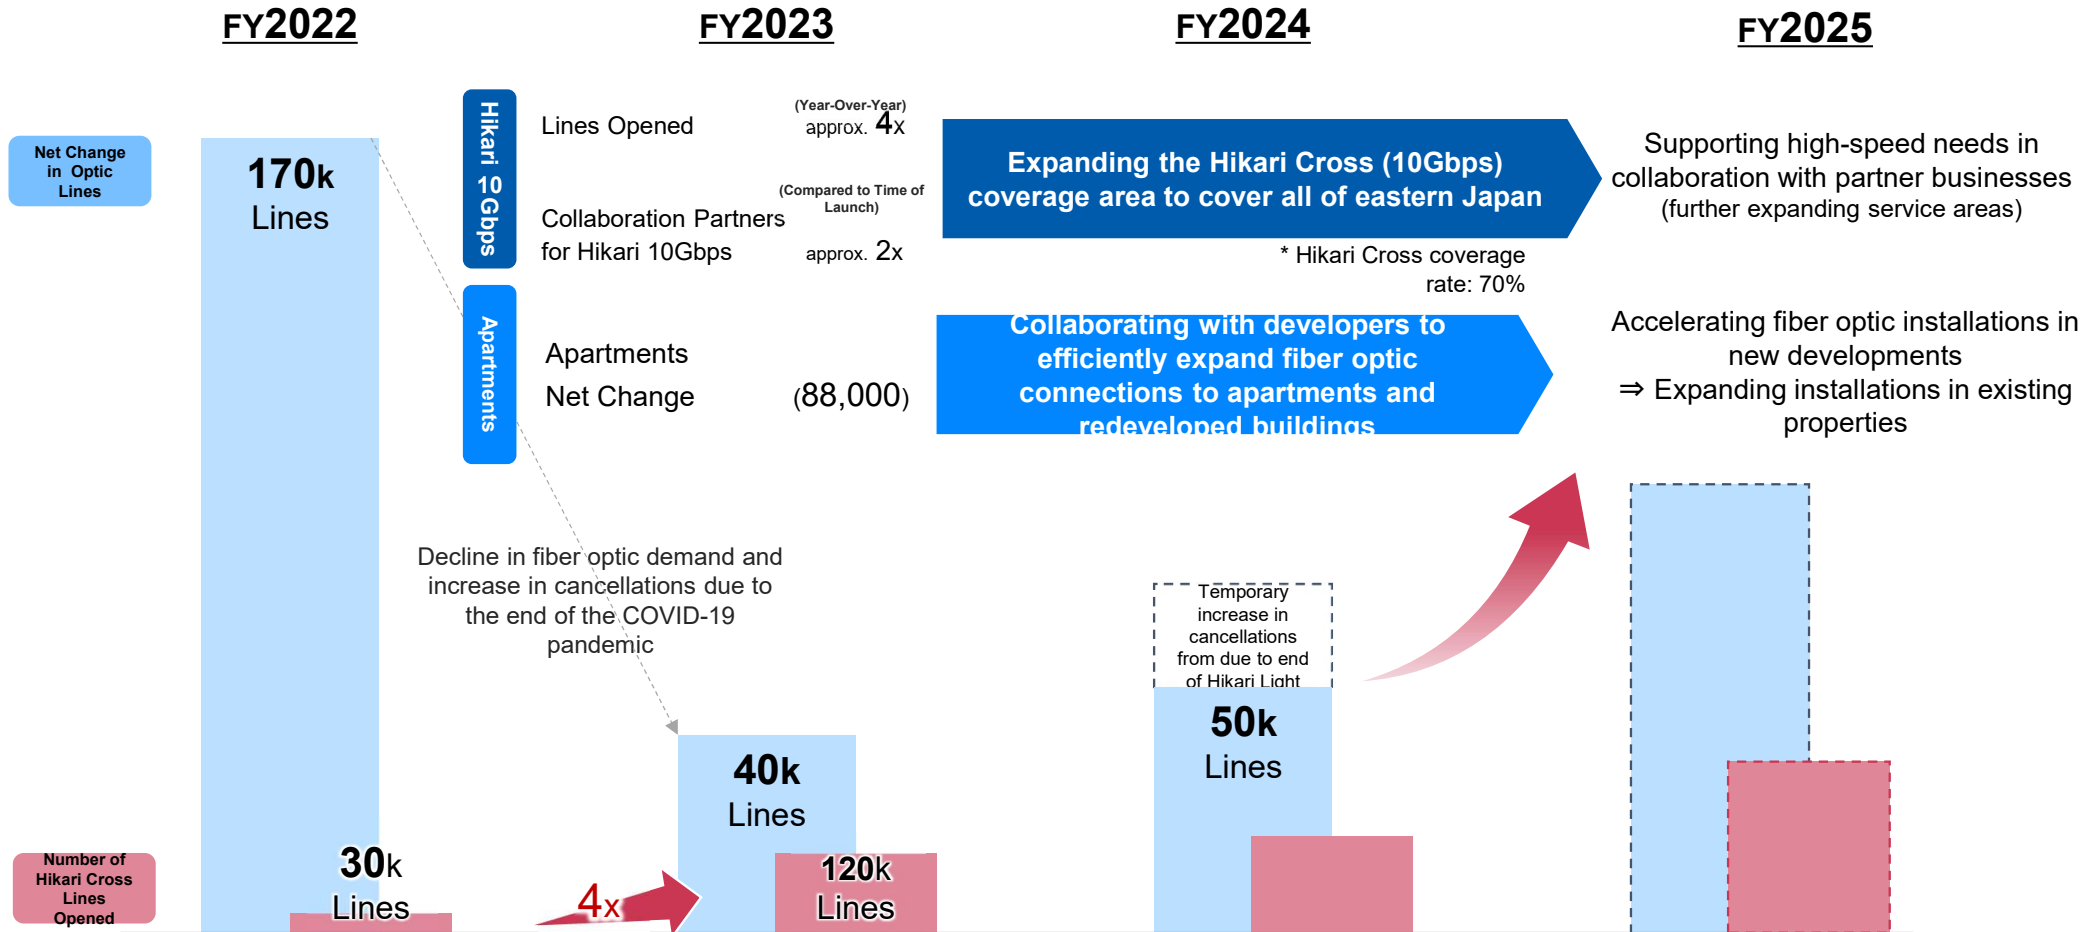 FY2022
FY2023
FY2024
FY2025
Net Change
in Optic
Lines
170k
Lines
Hikari 10Gbps
Lines Opened
(Year-Over-Year)
approx. 4x
Collaboration Partners
for Hikari 10Gbps
(Compared to Time of
Launch)
approx. 2x
Expanding the Hikari Cross (10Gbps)
coverage area to cover all of eastern Japan
* Hikari Cross coverage
rate: 70%
Supporting high-speed needs in
collaboration with partner businesses
(further expanding service areas)
Apartments
Apartments
Net Change
(88,000)
Collaborating with developers to
efficiently expand fiber optic
connections to apartments and
redeveloped buildings
Accelerating fiber optic installations in
new developments
⇒ Expanding installations in existing
properties
Decline in fiber optic demand and
increase in cancellations due to
the end of the COVID-19
pandemic
Temporary
increase in
cancellations
from due to end
of Hikari Light
50k
Lines
40k
Lines
Number of
Hikari Cross
Lines
Opened
30k
Lines
4x
120k
Lines